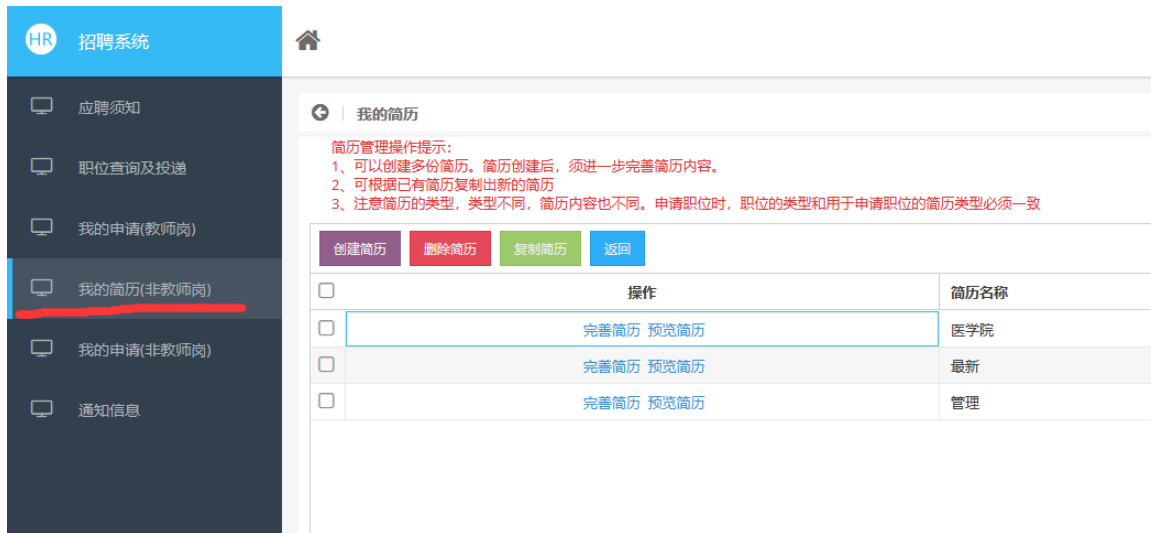 HR 招聘系统
应聘须知
职位查询及投递
我的申请(教师岗)
我的简历(非教师岗)
我的申请(非教师岗)
通知信息
我的简历
简历管理操作提示:
1、可以创建多份简历。简历创建后，须进一步完善简历内容。
2、可根据已有简历复制出新的简历
3、注意简历的类型，类型不同，简历内容也不同。申请职位时，职位的类型和用于申请职位的简历类型必须一致
创建简历 删除简历 复制简历 返回
操作 简历名称
完善简历 预览简历 医学院
完善简历 预览简历 最新
完善简历 预览简历 管理